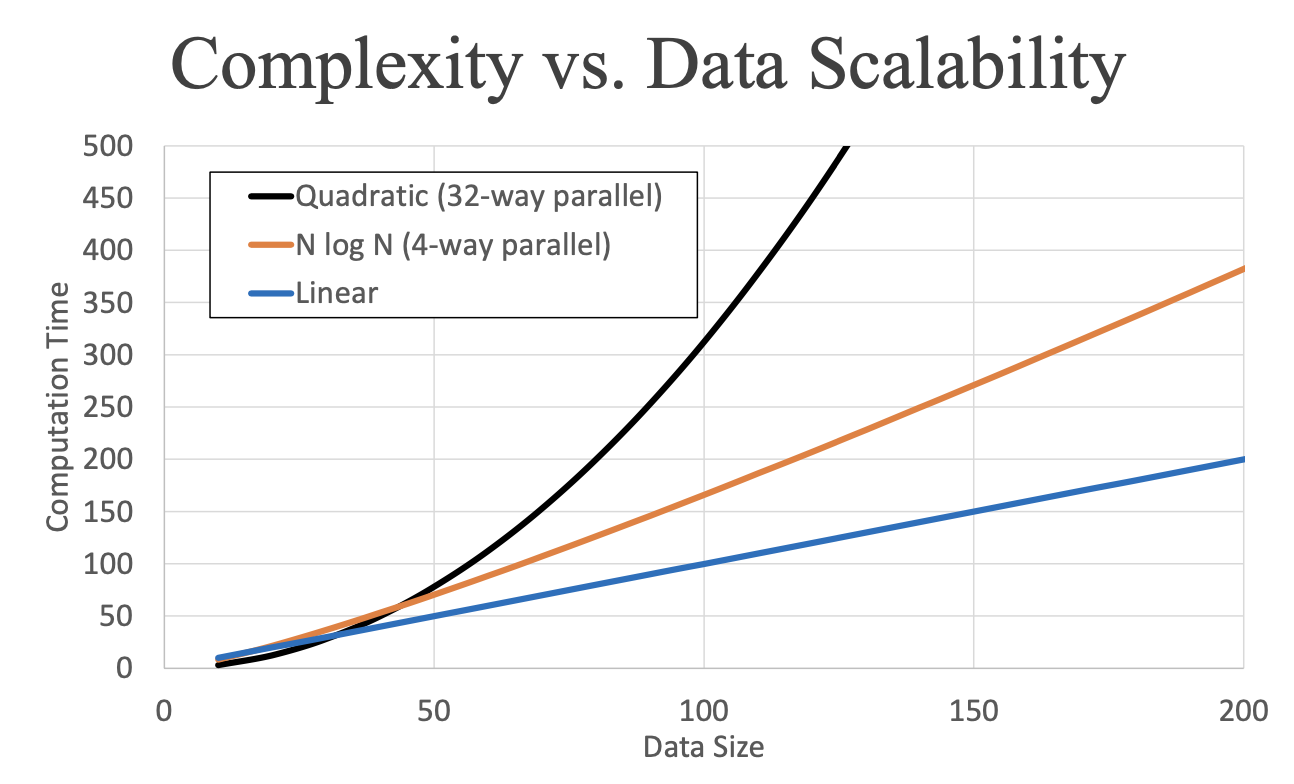 Complexity vs. Data Scalability
500
450
400
350
300
250
200
150
100
50
0
Computation Time
Quadratic (32-way parallel)
N log N (4-way parallel)
Linear
0 50 100 150 200
Data Size